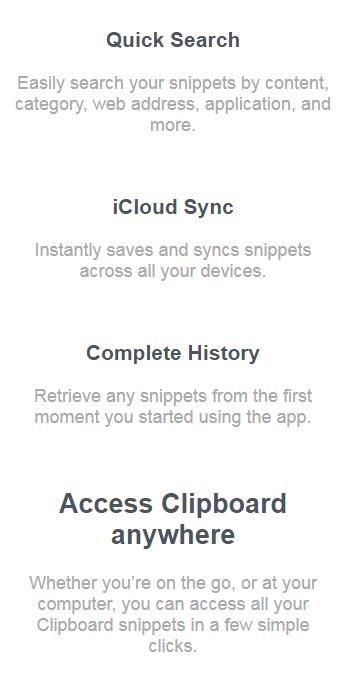 Quick Search
Easily search your snippets by content,
category, web address, application, and
more.
iCloud Sync
Instantly saves and syncs snippets
across all your devices.
Complete History
Retrieve any snippets from the first
moment you started using the app.
Access Clipboard
anywhere
Whether you’re on the go, or at your
computer, you can access all your
Clipboard snippets in a few simple
clicks.